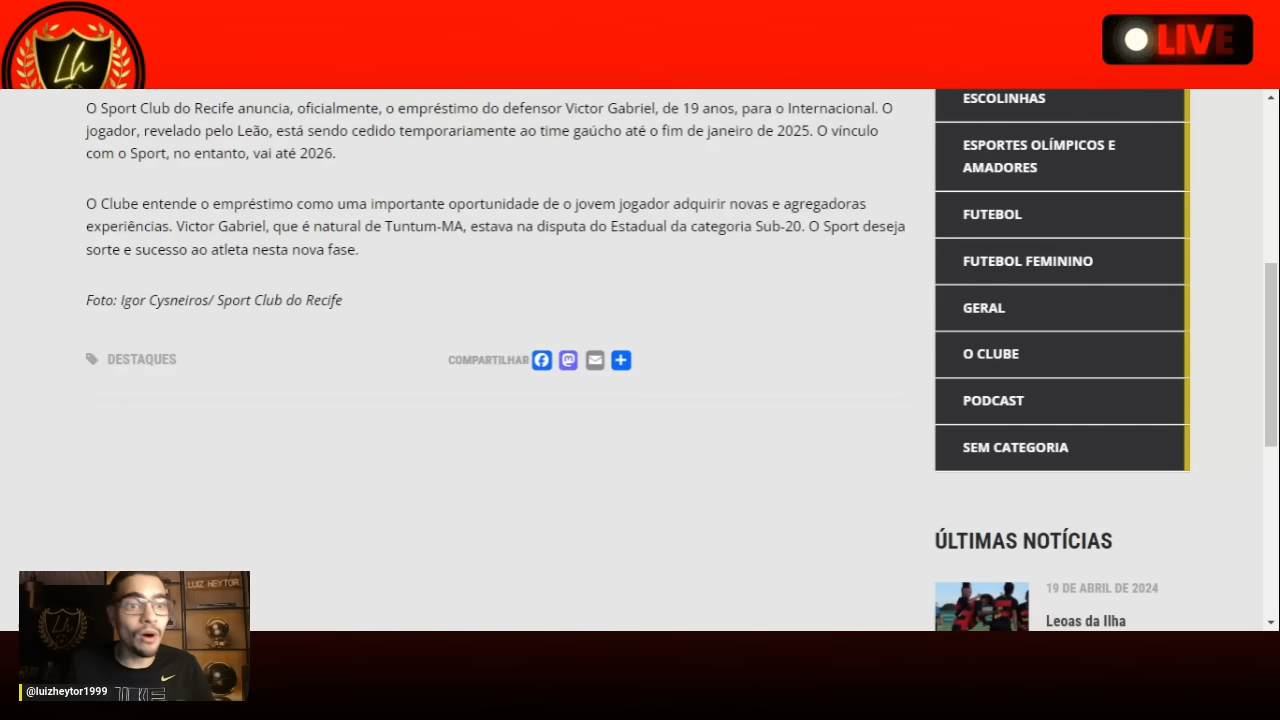 Lh
LIVE
O Sport Club do Recife anuncia, oficialmente, o empréstimo do defensor Victor Gabriel, de 19 anos, para o Internacional. O
jogador, revelado pelo Leão, está sendo cedido temporariamente ao time gaúcho até o fim de janeiro de 2025. O vínculo
com o Sport, no entanto, vai até 2026.
O Clube entende o empréstimo como uma importante oportunidade de o jovem jogador adquirir novas e agregadoras
experiências. Victor Gabriel, que é natural de Tuntum-MA, estava na disputa do Estadual da categoria Sub-20. O Sport deseja
sorte e sucesso ao atleta nesta nova fase.
Foto: Igor Cysneiros/ Sport Club do Recife
DESTAQUES
COMPARTILHAR
ESCOLINHAS
ESPORTES OLÍMPICOS E
AMADORES
FUTEBOL
FUTEBOL FEMININO
GERAL
O CLUBE
PODCAST
SEM CATEGORIA
ÚLTIMAS NOTÍCIAS
19 DE ABRIL DE 2024
Leoas da Ilha
LUIZ HEYTOR
Lh
@luizheytor1999